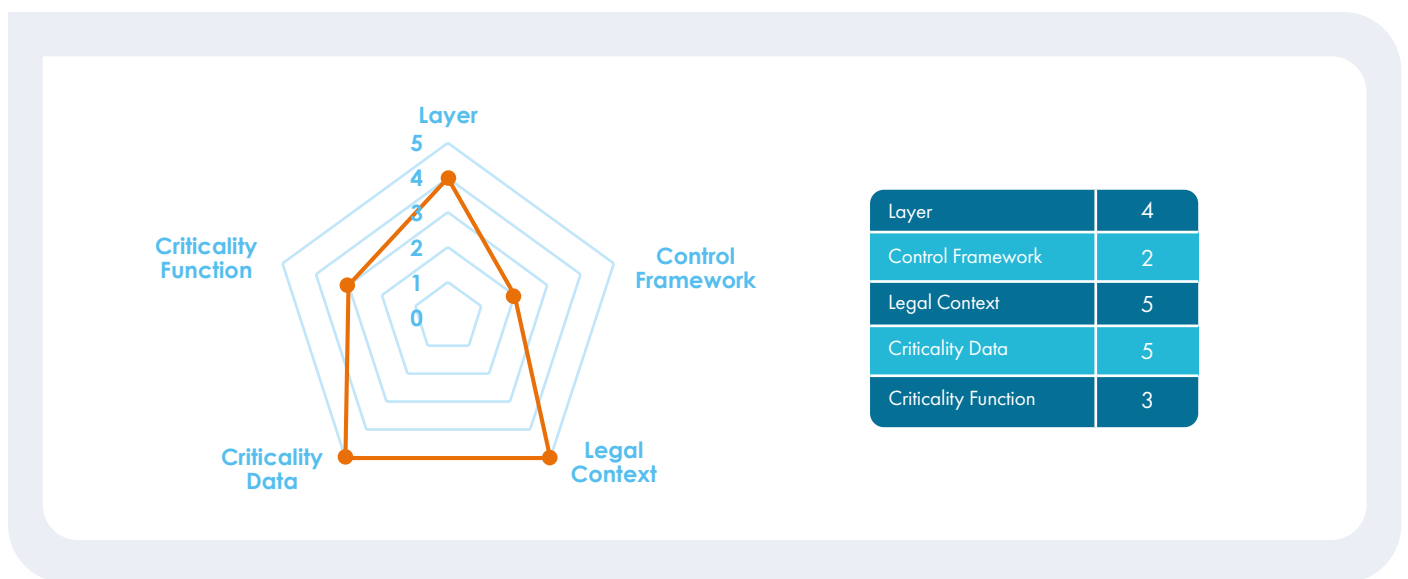 Layer
5
4
3
2
1
0
Criticality
Function
Control
Framework
Criticality
Data
Legal
Context
Layer 4
Control Framework 2
Legal Context 5
Criticality Data 5
Criticality Function 3